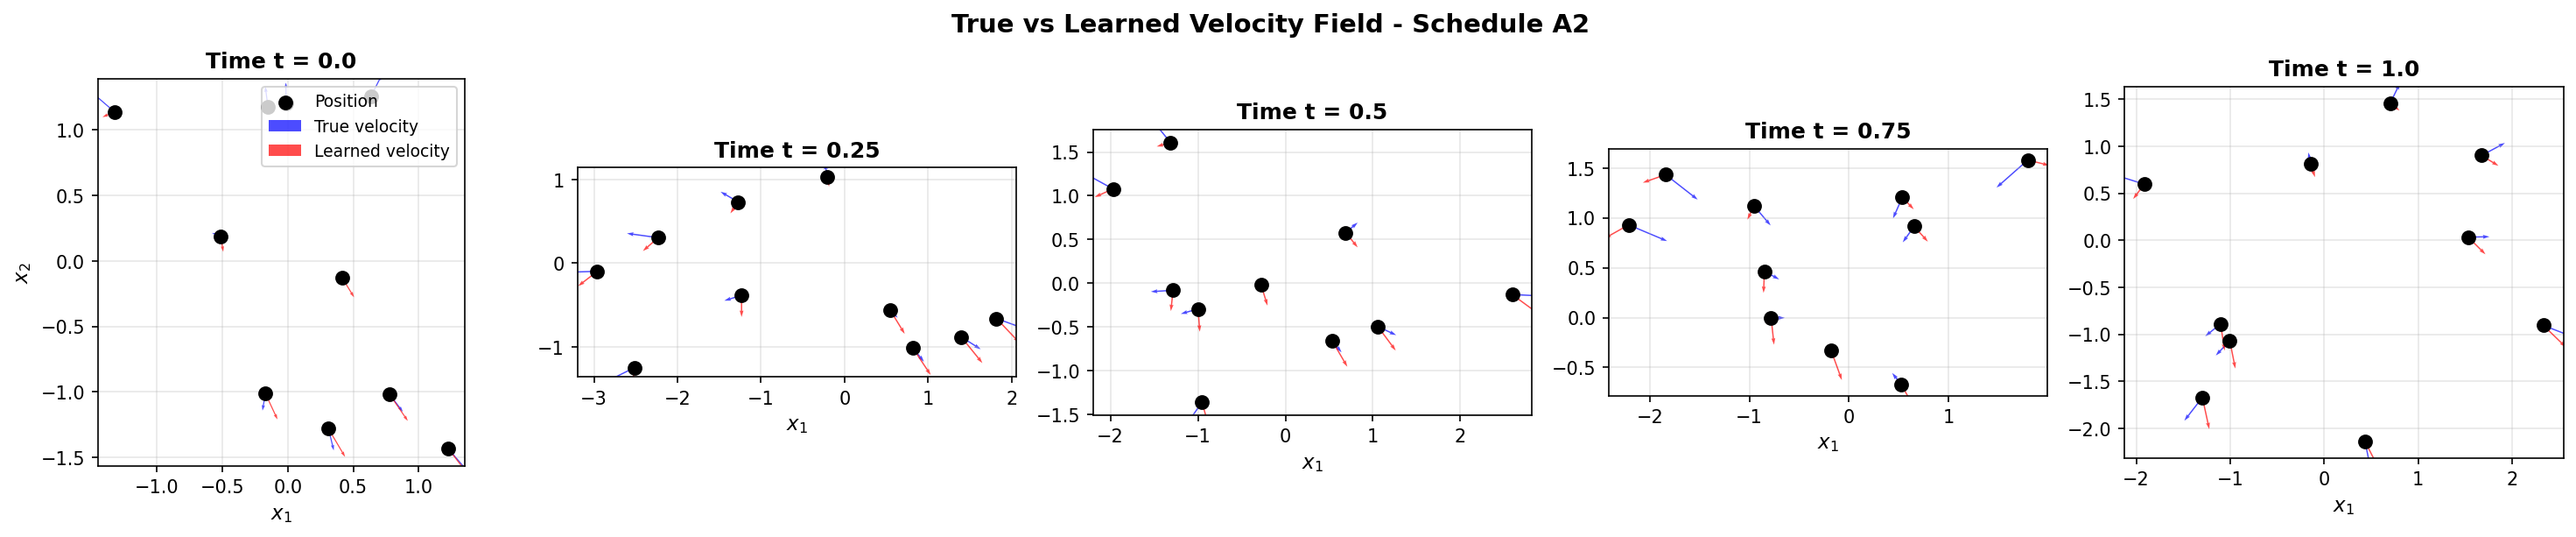 True vs Learned Velocity Field - Schedule A2
Time t = 0.0
Position
True velocity
Learned velocity
1.0
0.5
0.0
−0.5
−1.0
−1.5
x2
−1.0 −0.5 0.0 0.5 1.0
x1
Time t = 0.25
1
0
−1
−3 −2 −1 0 1 2
x1
Time t = 0.5
1.5
1.0
0.5
0.0
−0.5
−1.0
−1.5
−2 −1 0 1 2
x1
Time t = 0.75
1.5
1.0
0.5
0.0
−0.5
−2 −1 0 1
x1
Time t = 1.0
1.5
1.0
0.5
0.0
−0.5
−1.0
−1.5
−2.0
−2 −1 0 1 2
x1